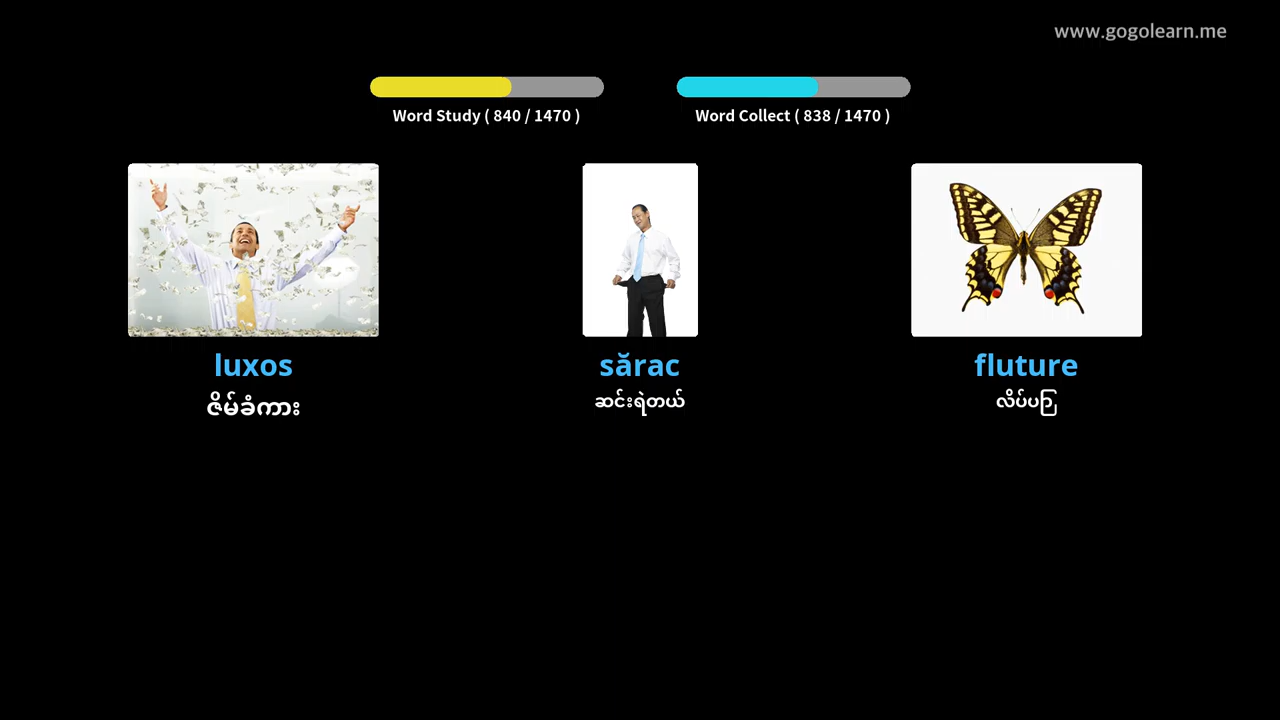 www.gogolearn.me
Word Study ( 840 / 1470 )
Word Collect ( 838 / 1470 )
luxos
sărac
fluture
ဇိမ်ခံကား
ဆင်းရဲတယ်
လိပ်ပြာ